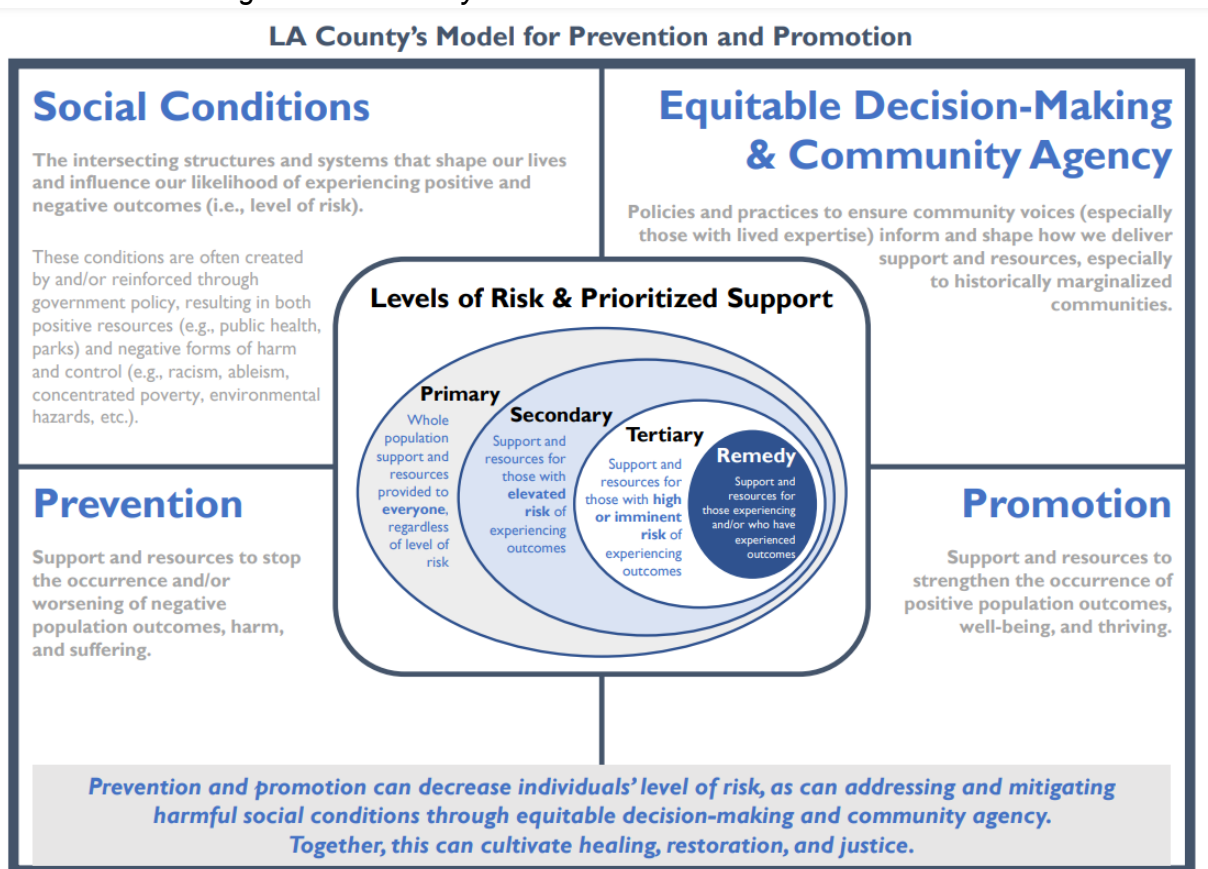 LA County's Model for Prevention and Promotion
Social Conditions
The intersecting structures and systems that shape our lives
and influence our likelihood of experiencing positive and
negative outcomes (i.e., level of risk).
These conditions are often created
by and/or reinforced through
government policy, resulting in both
positive resources (e.g., public health,
parks) and negative forms of harm
and control (e.g., racism, ableism,
concentrated poverty, environmental
hazards, etc.).
Equitable Decision-Making
& Community Agency
Policies and practices to ensure community voices (especially
those with lived expertise) inform and shape how we deliver
support and resources, especially
to historically marginalized
communities.
Levels of Risk & Prioritized Support
Primary
Whole
population
support and
resources
provided to
everyone,
regardless
of level of
risk
Secondary
Support and
resources for
those with
elevated
risk of
experiencing
outcomes
Tertiary
Support and
resources for
those with high
or imminent
risk of
experiencing
outcomes
Remedy
Support and
resources for
those experiencing
and/or who have
experienced
outcomes
Prevention
Support and resources to stop
the occurrence and/or
worsening of negative
population outcomes, harm,
and suffering.
Promotion
Support and resources to
strengthen the occurrence of
positive population outcomes,
well-being, and thriving.
Prevention and promotion can decrease individuals' level of risk, as can addressing and mitigating
harmful social conditions through equitable decision-making and community agency.
Together, this can cultivate healing, restoration, and justice.